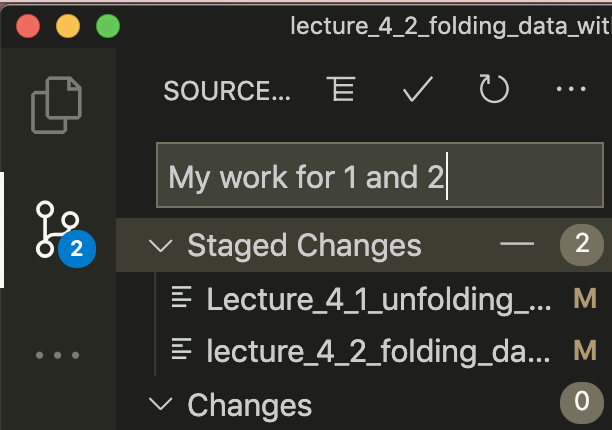 lecture_4_2_folding_data_wit
SOURCE...
My work for 1 and 2
2
Staged Changes 2
Lecture_4_1_unfolding_... M
lecture_4_2_folding_da... M
Changes 0